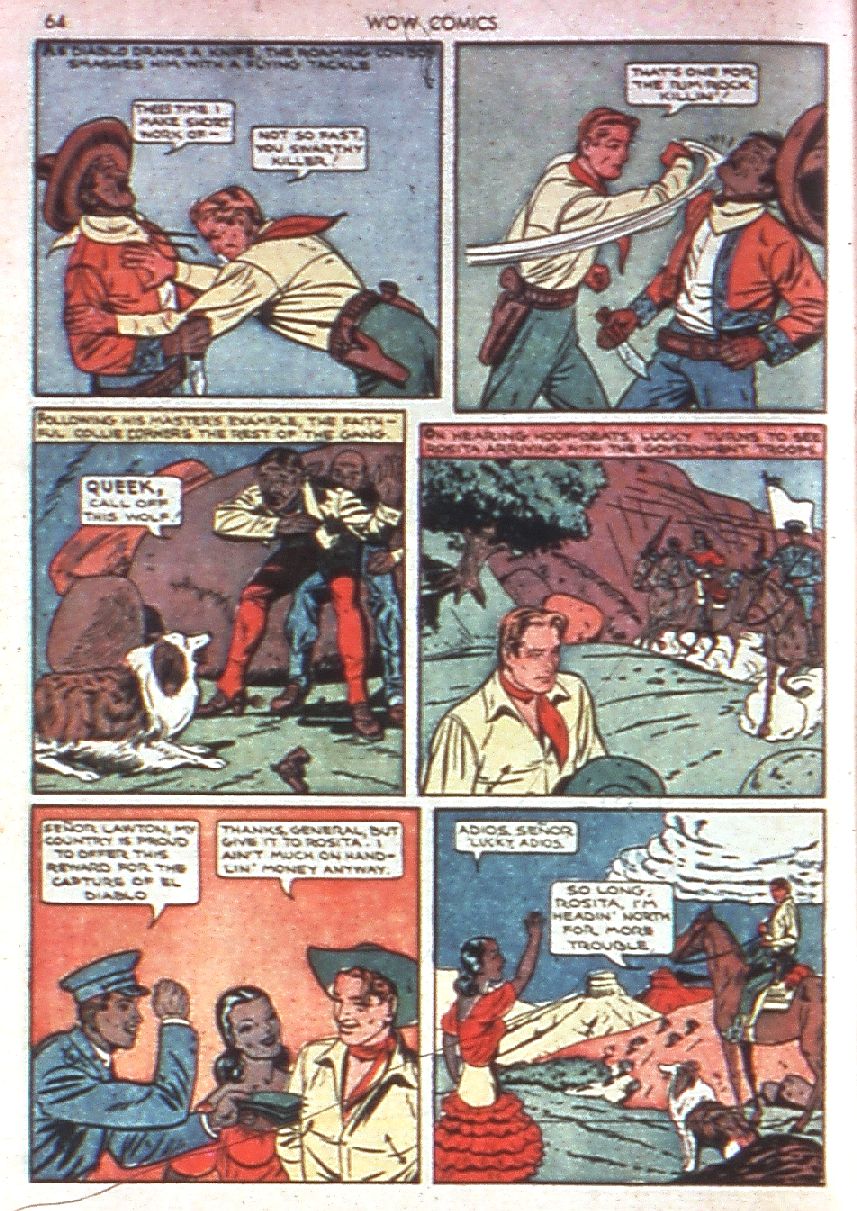 64
WOW COMICS
AS DIABLO DRAWS A KNIFE, THE ROAMING COWBOY
SMASHES HIM WITH A FLYING TACKLE
THEES TIME I
MAKE SHORT
WORK OF—
NOT SO FAST,
YOU SWARTHY
KILLER!
THAT'S ONE FOR
THE TUMROCK
KILLIN'!
FOLLOWING HIS MASTER'S EXAMPLE, THE FAITH-
FUL COLLIE CORNERS THE REST OF THE GANG.
QUEEK,
CALL OFF
THIS WOLF.
ON HEARING HOOFBEATS, LUCKY TURNS TO SEE
ROSITA ARRIVING WITH THE GOVERNMENT TROOPS.
SEÑOR LAWTON, MY
COUNTRY IS PROUD
TO OFFER THIS
REWARD FOR THE
CAPTURE OF EL
DIABLO
THANKS, GENERAL, BUT
GIVE IT TO ROSITA. I
AIN'T MUCH ON HAND-
LIN' MONEY ANYWAY.
ADIOS, SEÑOR
LUCKY, ADIOS.
SO LONG,
ROSITA, I'M
HEADIN' NORTH
FOR MORE
TROUBLE.